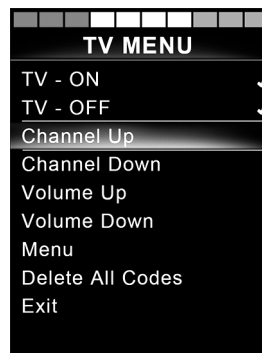 TV MENU
TV - ON
TV - OFF
Channel Up
Channel Down
Volume Up
Volume Down
Menu
Delete All Codes
Exit